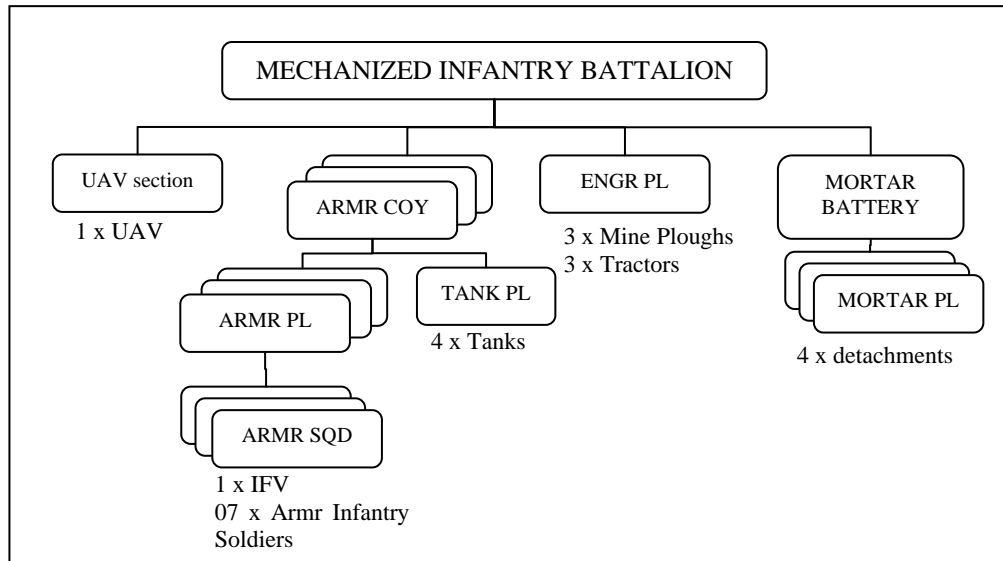 MECHANIZED INFANTRY BATTALION
UAV section
1 x UAV
ARMR COY
ENGR PL
3 x Mine Ploughs
3 x Tractors
MORTAR
BATTERY
ARMR PL
TANK PL
4 x Tanks
MORTAR PL
4 x detachments
ARMR SQD
1 x IFV
07 x Armr Infantry
Soldiers